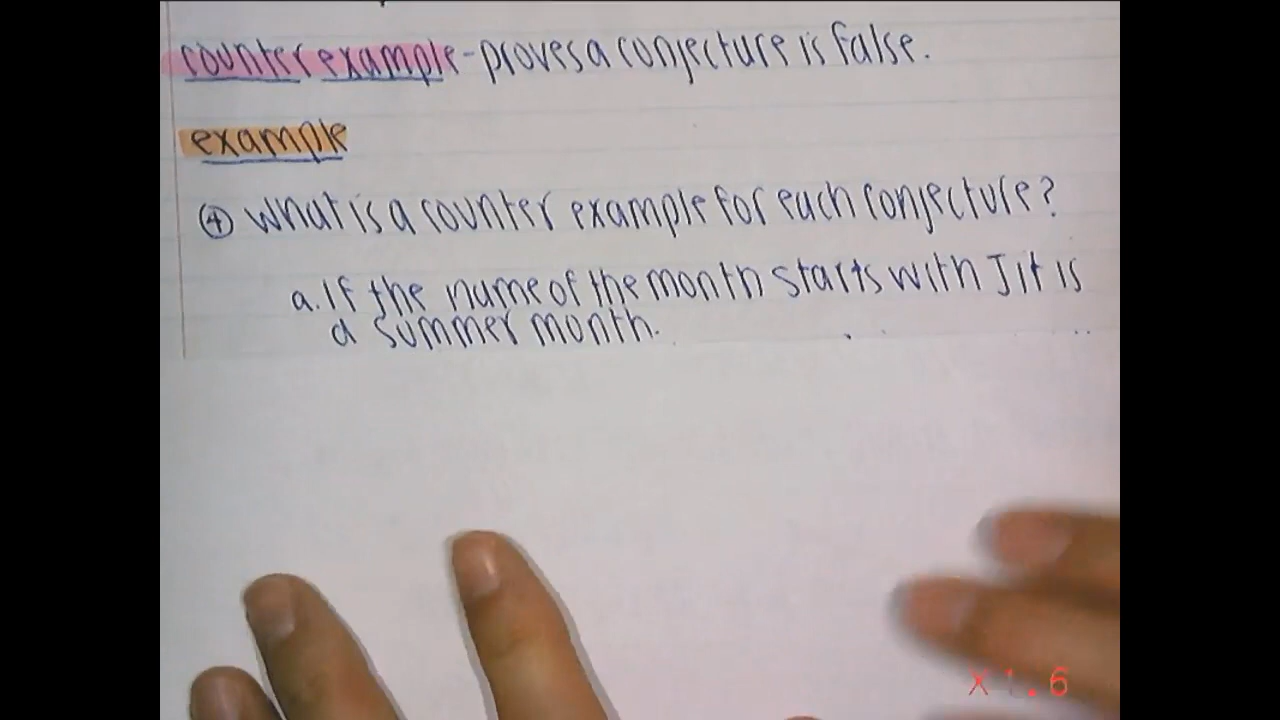 counter example - proves a conjecture is false.
example
④ What is a counter example for each conjecture?
a. If the name of the month starts with J it is
a summer month.